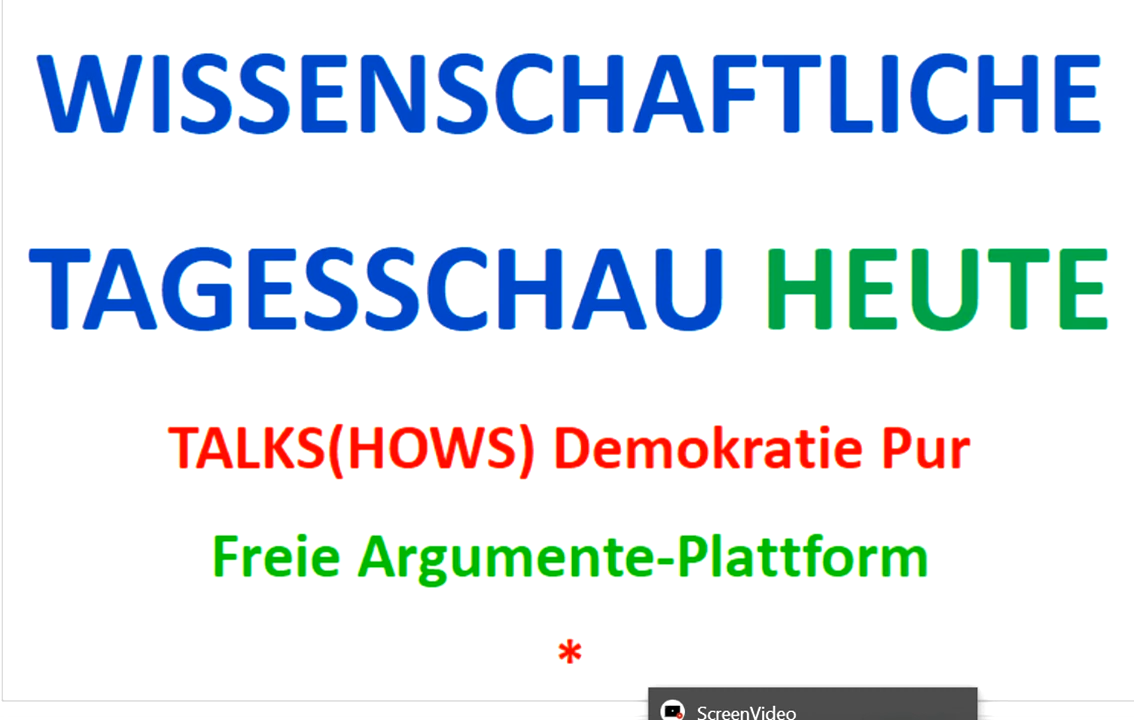 WISSENSCHAFTLICHE
TAGESSCHAU HEUTE
TALKS(HOWS) Demokratie Pur
Freie Argumente-Plattform
*
ScreenVideo